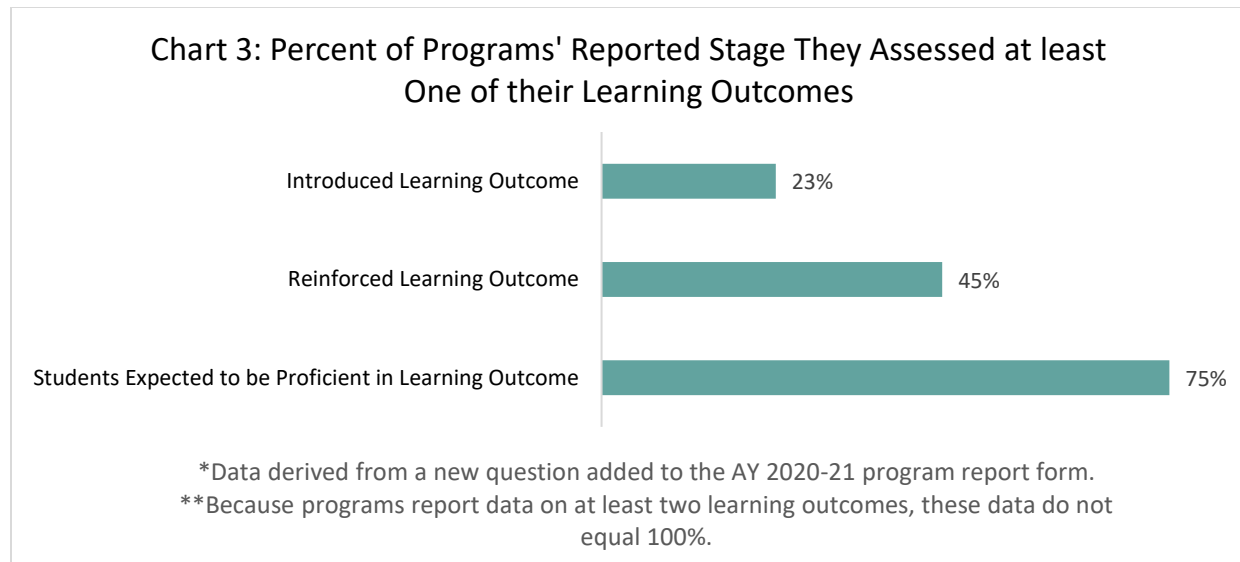 Chart 3: Percent of Programs' Reported Stage They Assessed at least
One of their Learning Outcomes
Introduced Learning Outcome
23%
Reinforced Learning Outcome
45%
Students Expected to be Proficient in Learning Outcome
75%
*Data derived from a new question added to the AY 2020-21 program report form.
**Because programs report data on at least two learning outcomes, these data do not
equal 100%.